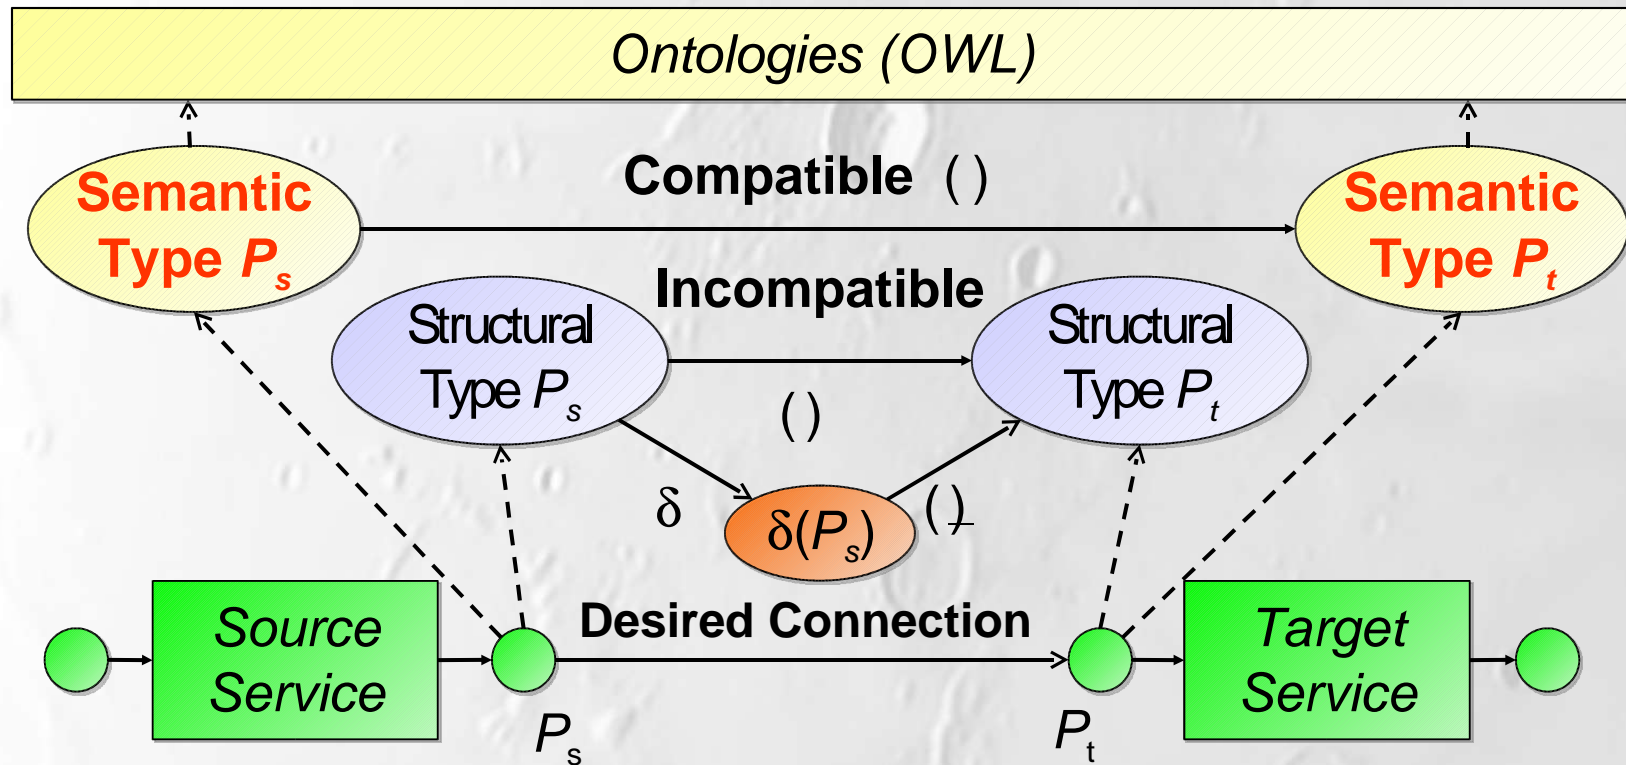 Ontologies (OWL)
Compatible ( )
Semantic
Type Ps
Semantic
Type Pt
Incompatible
Structural
Type Ps
Structural
Type Pt
( )
δ
δ(Ps)
( )
Desired Connection
Source
Service
Target
Service
Ps
Pt